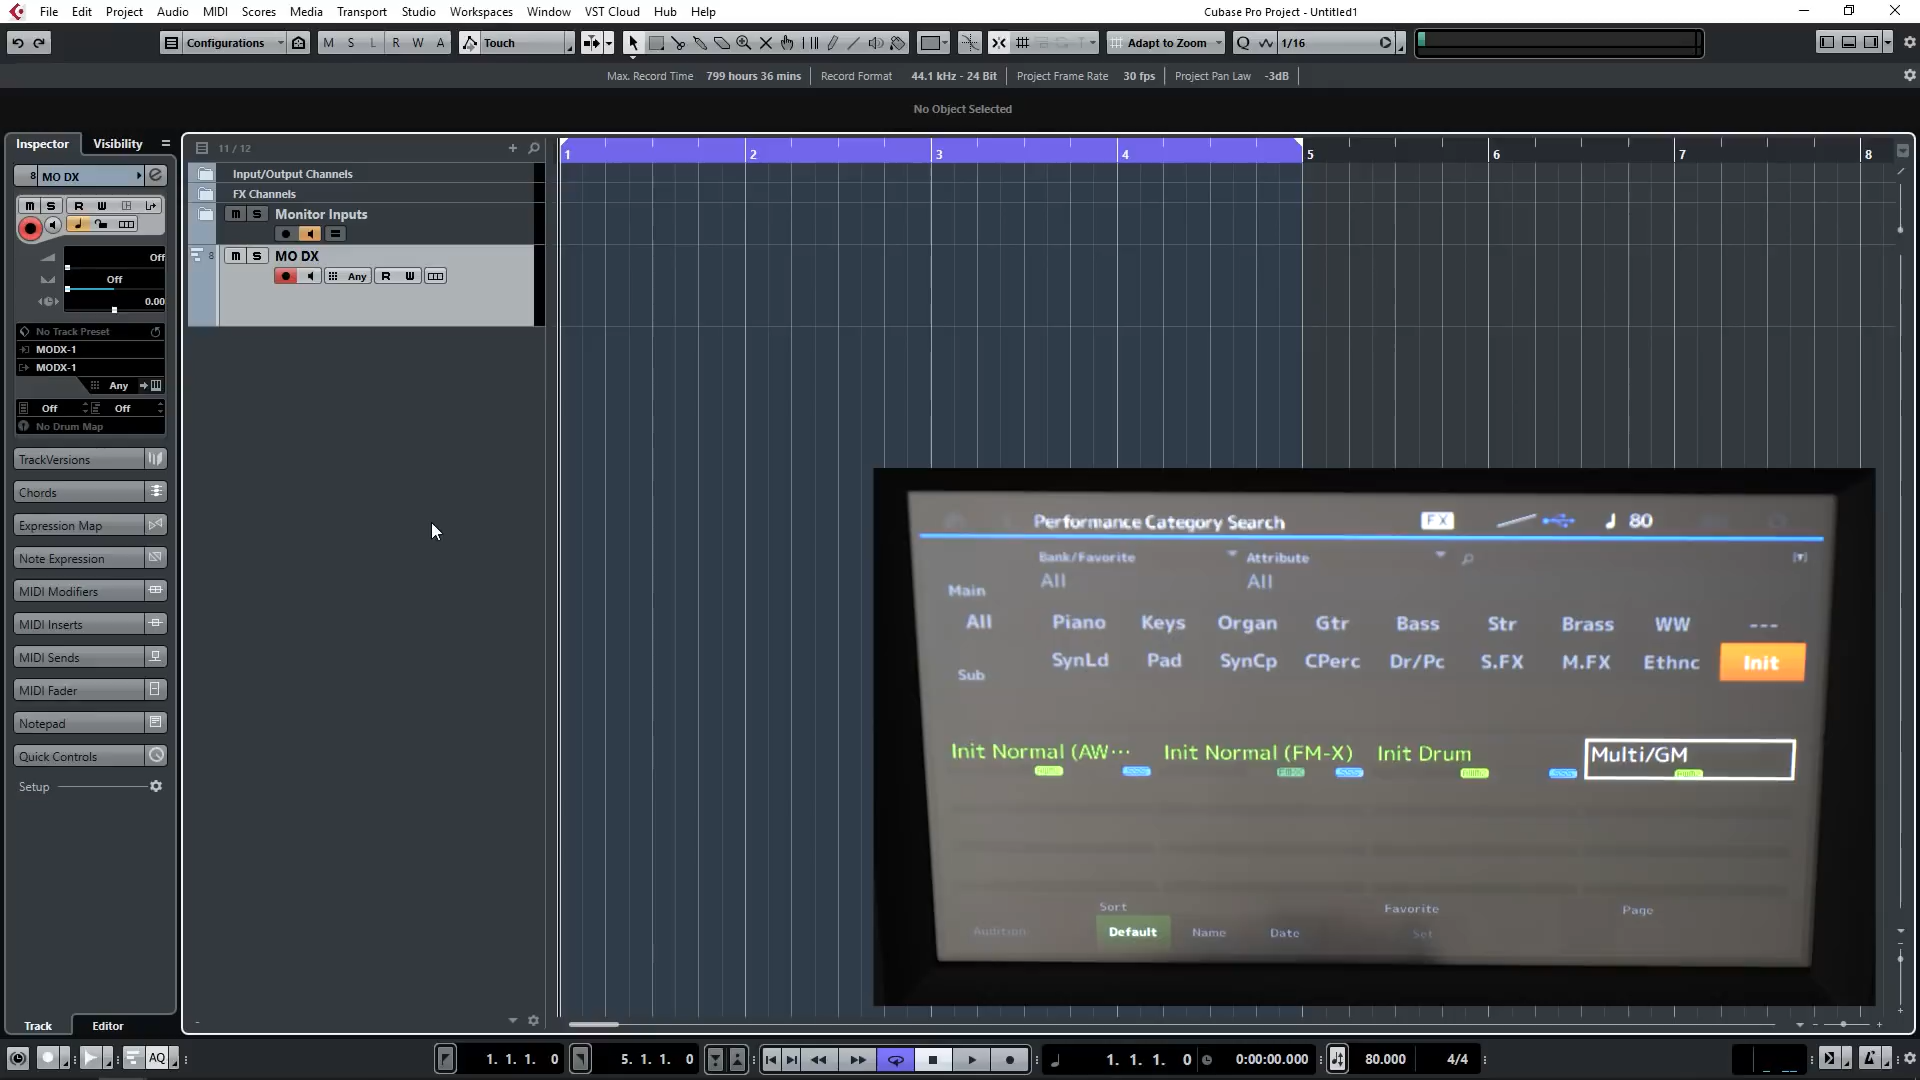 File Edit Project Audio MIDI Scores Media Transport Studio Workspaces Window VST Cloud Hub Help
Cubase Pro Project - Untitled1
Configurations M S L R W A Touch Adapt to Zoom Q 1/16
Max. Record Time 799 hours 36 mins Record Format 44.1 kHz - 24 Bit Project Frame Rate 30 fps Project Pan Law -3dB
No Object Selected
Inspector Visibility
11 / 12
1 2 3 4 5 6 7 8
8 MO DX
M S R W
Off
Off
0.00
No Track Preset
MODX-1
MODX-1
Any
Off Off
No Drum Map
TrackVersions
Chords
Expression Map
Note Expression
MIDI Modifiers
MIDI Inserts
MIDI Sends
MIDI Fader
Notepad
Quick Controls
Setup
Track Editor
Input/Output Channels
FX Channels
m S Monitor Inputs
8 m S MO DX
Any R W
Performance Category Search FX 80
Bank/Favorite Attribute
All All
Main
All Piano Keys Organ Gtr Bass Str Brass WW ---
SynLd Pad SynCp CPerc Dr/Pc S.FX M.FX Ethnc Init
Sub
Init Normal (AW··· Init Normal (FM-X) Init Drum Multi/GM
FM-X
Sort Favorite Page
Audition Default Name Date Set
AQ 1. 1. 1. 0 5. 1. 1. 0 1. 1. 1. 0 0:00:00.000 80.000 4/4